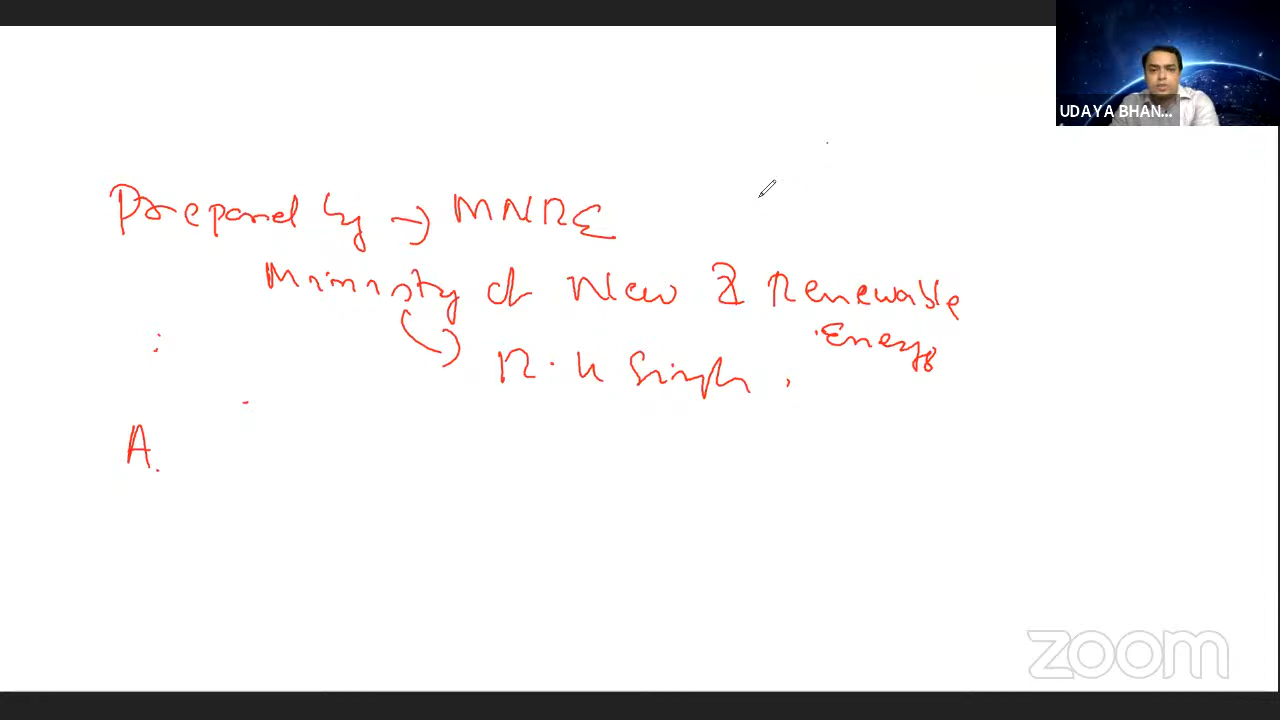 UDAYA BHAN...
Prepared by → MNRE
Ministry of New & Renewable
Energy
R.K Singh.
A.
zoom